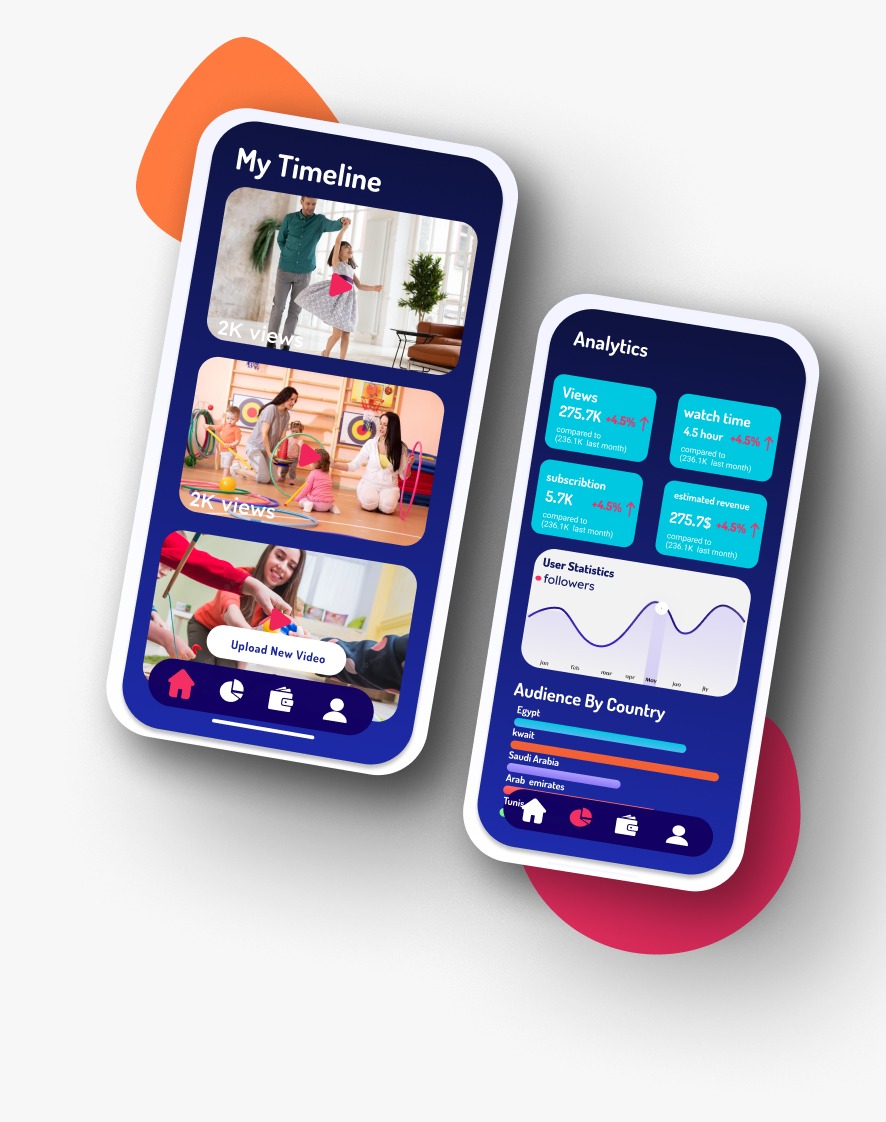 My Timeline
2K views
2K views
Upload New Video
Analytics
Views
275.7K +4.5% ↑
compared to
(236.1K last month)
watch time
4.5 hour +4.5% ↑
compared to
(236.1K last month)
subscribtion
5.7K +4.5% ↑
compared to
(236.1K last month)
estimated revenue
275.7$ +4.5% ↑
compared to
(236.1K last month)
User Statistics
followers
jan feb mar apr May jun jly
Audience By Country
Egypt
kwait
Saudi Arabia
Arab emirates
Tunis